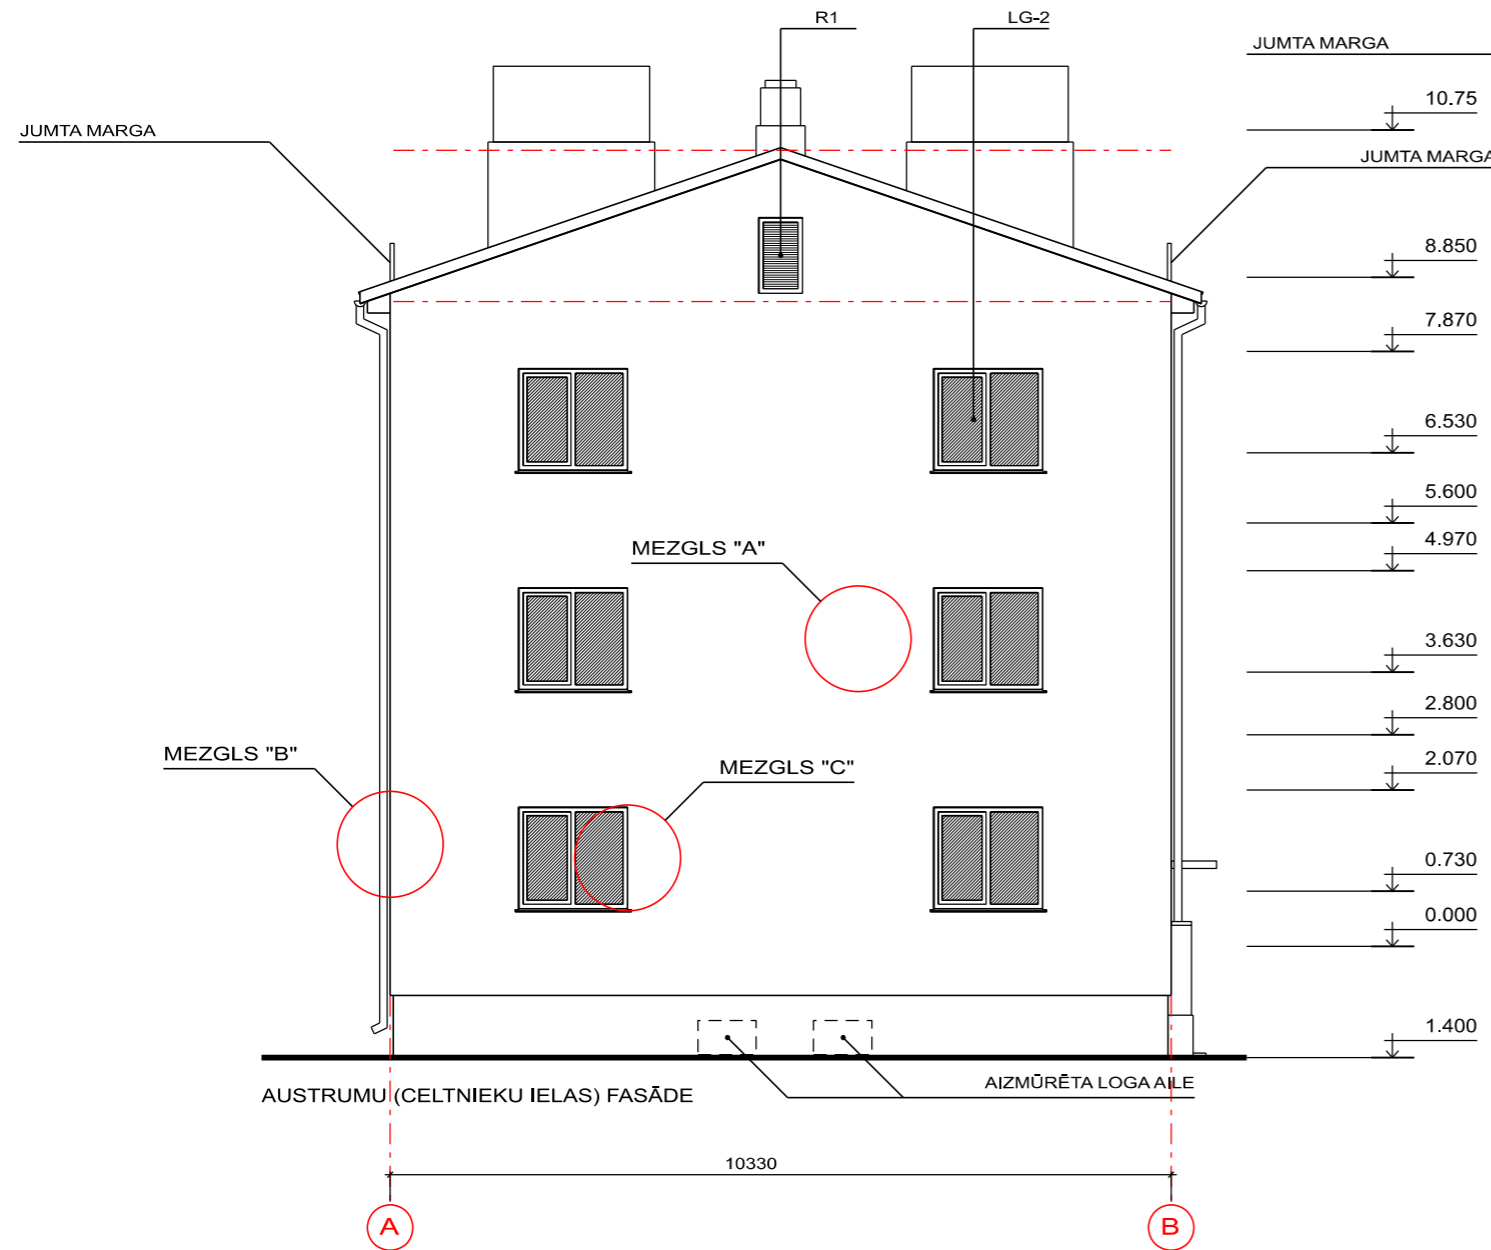 R1
LG-2
JUMTA MARGA
10.75
JUMTA MARGA
JUMTA MARGA
8.850
7.870
6.530
5.600
4.970
MEZGLS "A"
3.630
2.800
MEZGLS "B"
MEZGLS "C"
2.070
0.730
0.000
1.400
AUSTRUMU (CELTNIEKU IELAS) FASĀDE
AIZMŪRĒTA LOGA AILE
10330
A
B